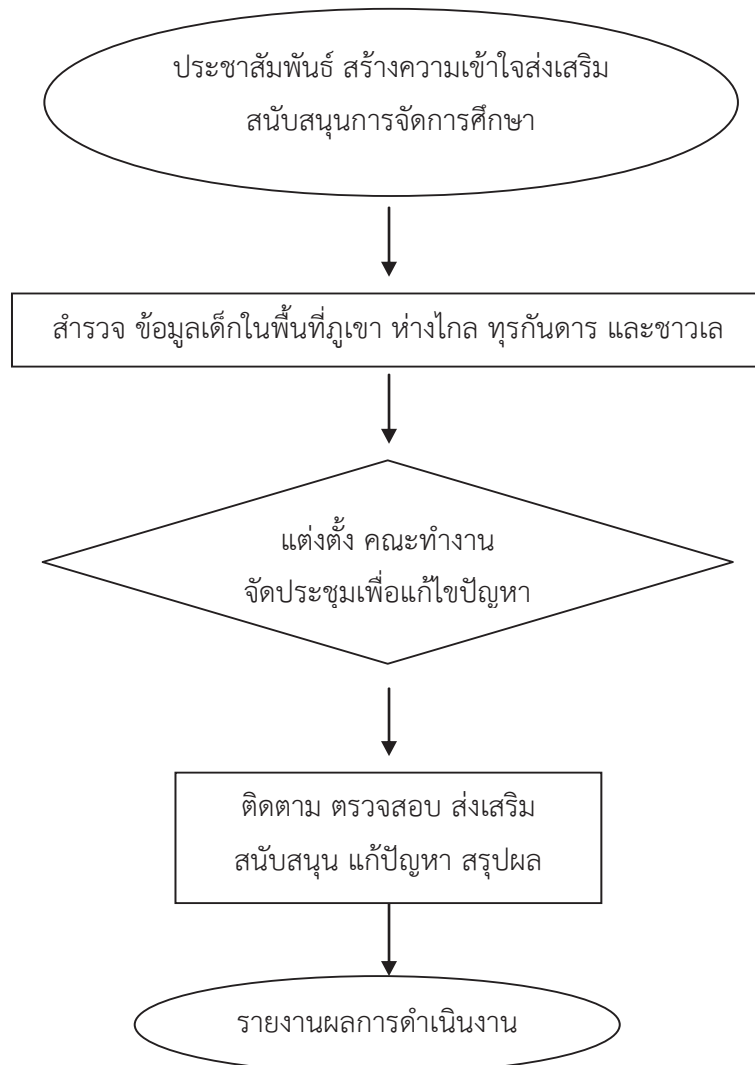 ประชาสัมพันธ์ สร้างความเข้าใจส่งเสริม
สนับสนุนการจัดการศึกษา
สำรวจ ข้อมูลเด็กในพื้นที่ภูเขา ห่างไกล ทุรกันดาร และชาวเล
แต่งตั้ง คณะทำงาน
จัดประชุมเพื่อแก้ไขปัญหา
ติดตาม ตรวจสอบ ส่งเสริม
สนับสนุน แก้ปัญหา สรุปผล
รายงานผลการดำเนินงาน